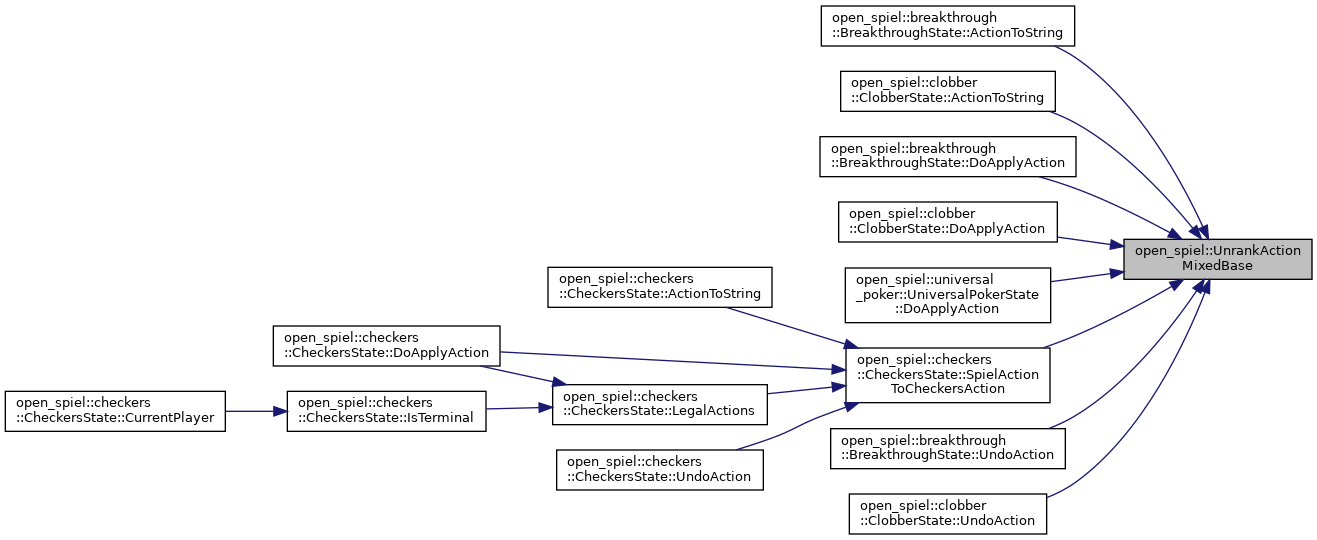 open_spiel::breakthrough
::BreakthroughState::ActionToString
open_spiel::clobber
::ClobberState::ActionToString
open_spiel::breakthrough
::BreakthroughState::DoApplyAction
open_spiel::clobber
::ClobberState::DoApplyAction
open_spiel::UnrankAction
MixedBase
open_spiel::universal
_poker::UniversalPokerState
::DoApplyAction
open_spiel::checkers
::CheckersState::ActionToString
open_spiel::checkers
::CheckersState::DoApplyAction
open_spiel::checkers
::CheckersState::SpielAction
ToCheckersAction
open_spiel::checkers
::CheckersState::CurrentPlayer
open_spiel::checkers
::CheckersState::IsTerminal
open_spiel::checkers
::CheckersState::LegalActions
open_spiel::breakthrough
::BreakthroughState::UndoAction
open_spiel::checkers
::CheckersState::UndoAction
open_spiel::clobber
::ClobberState::UndoAction